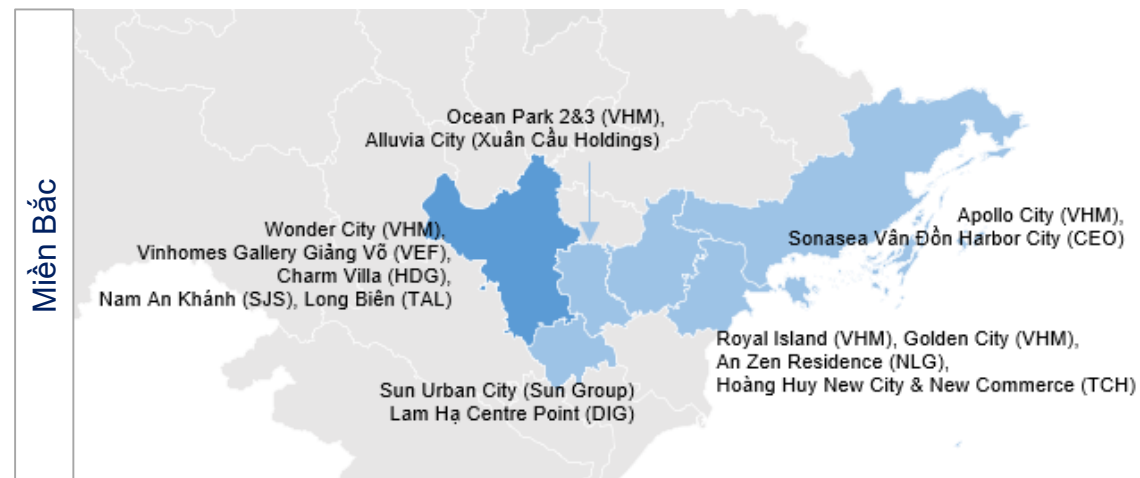 Miền Bắc
Ocean Park 2&3 (VHM),
Alluvia City (Xuân Cầu Holdings)
Wonder City (VHM),
Vinhomes Gallery Giảng Võ (VEF),
Charm Villa (HDG),
Nam An Khánh (SJS), Long Biên (TAL)
Apollo City (VHM),
Sonasea Vân Đồn Harbor City (CEO)
Royal Island (VHM), Golden City (VHM),
An Zen Residence (NLG),
Hoàng Huy New City & New Commerce (TCH)
Sun Urban City (Sun Group)
Lam Hạ Centre Point (DIG)